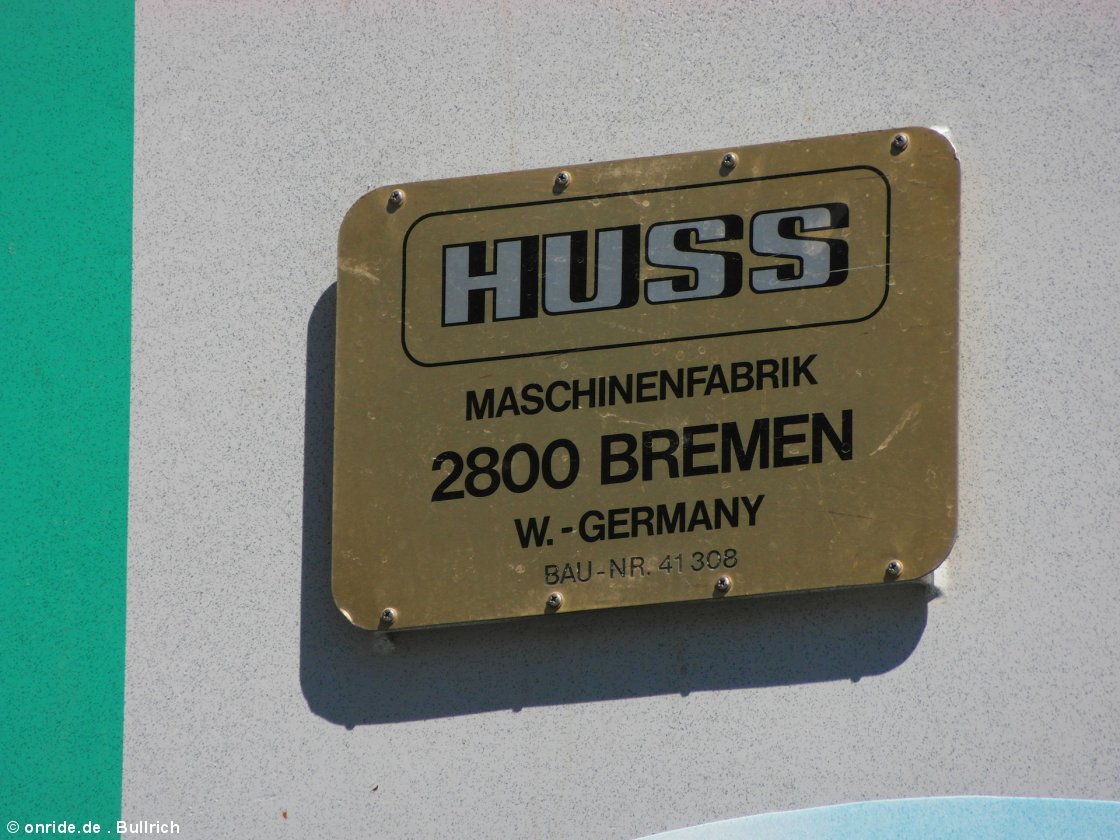 HUSS
MASCHINENFABRIK
2800 BREMEN
W.-GERMANY
BAU-NR. 41 308
© onride.de . Bullrich